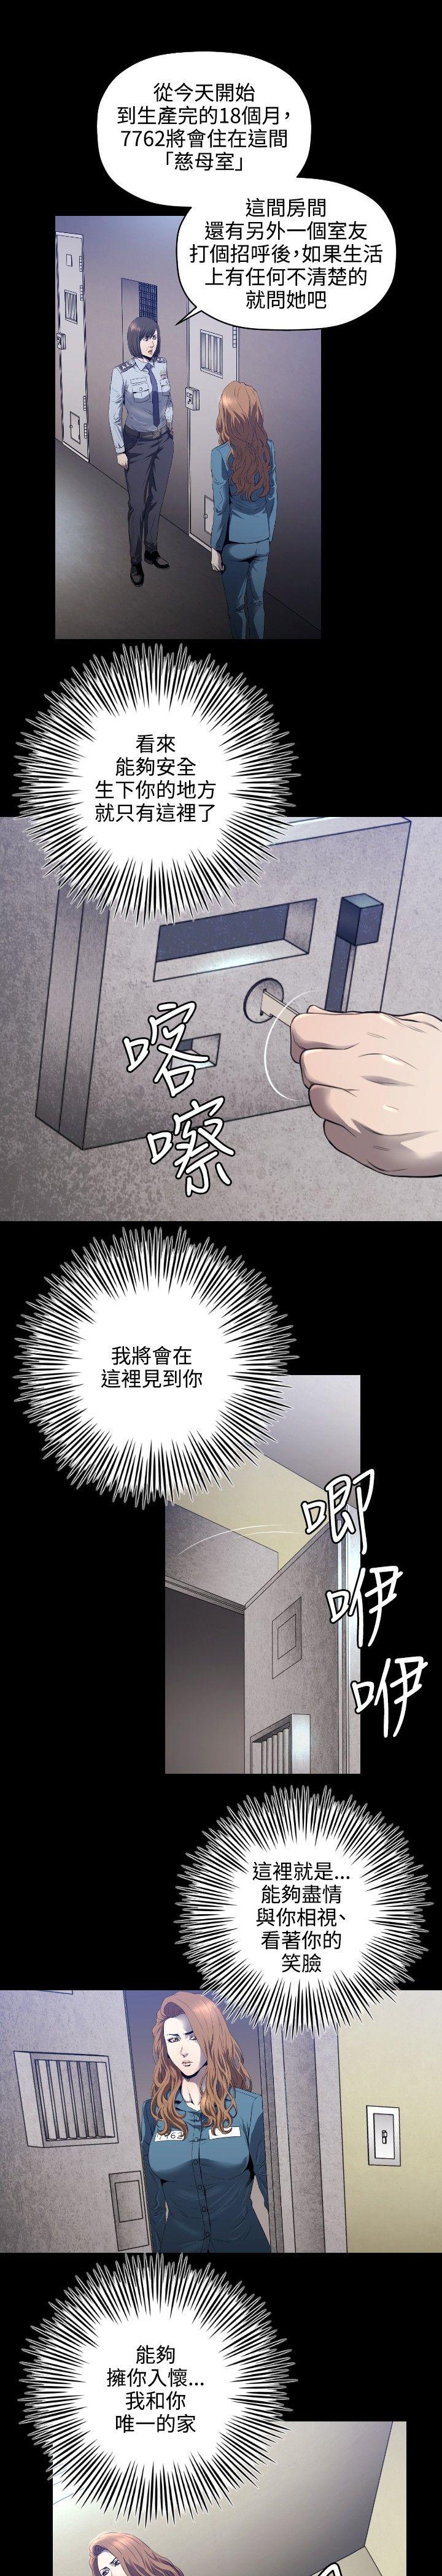 從今天開始
到生產完的18個月，
7762將會住在這間
「慈母室」
這間房間
還有另外一個室友
打個招呼後，如果生活
上有任何不清楚的
就問她吧
看來
能夠安全
生下你的地方
就只有這裡了
喀
嚓
我將會在
這裡見到你
唧
咿
咿
這裡就是...
能夠盡情
與你相視、
看著你的
笑臉
7762
能夠
擁你入懷...
我和你
唯一的家